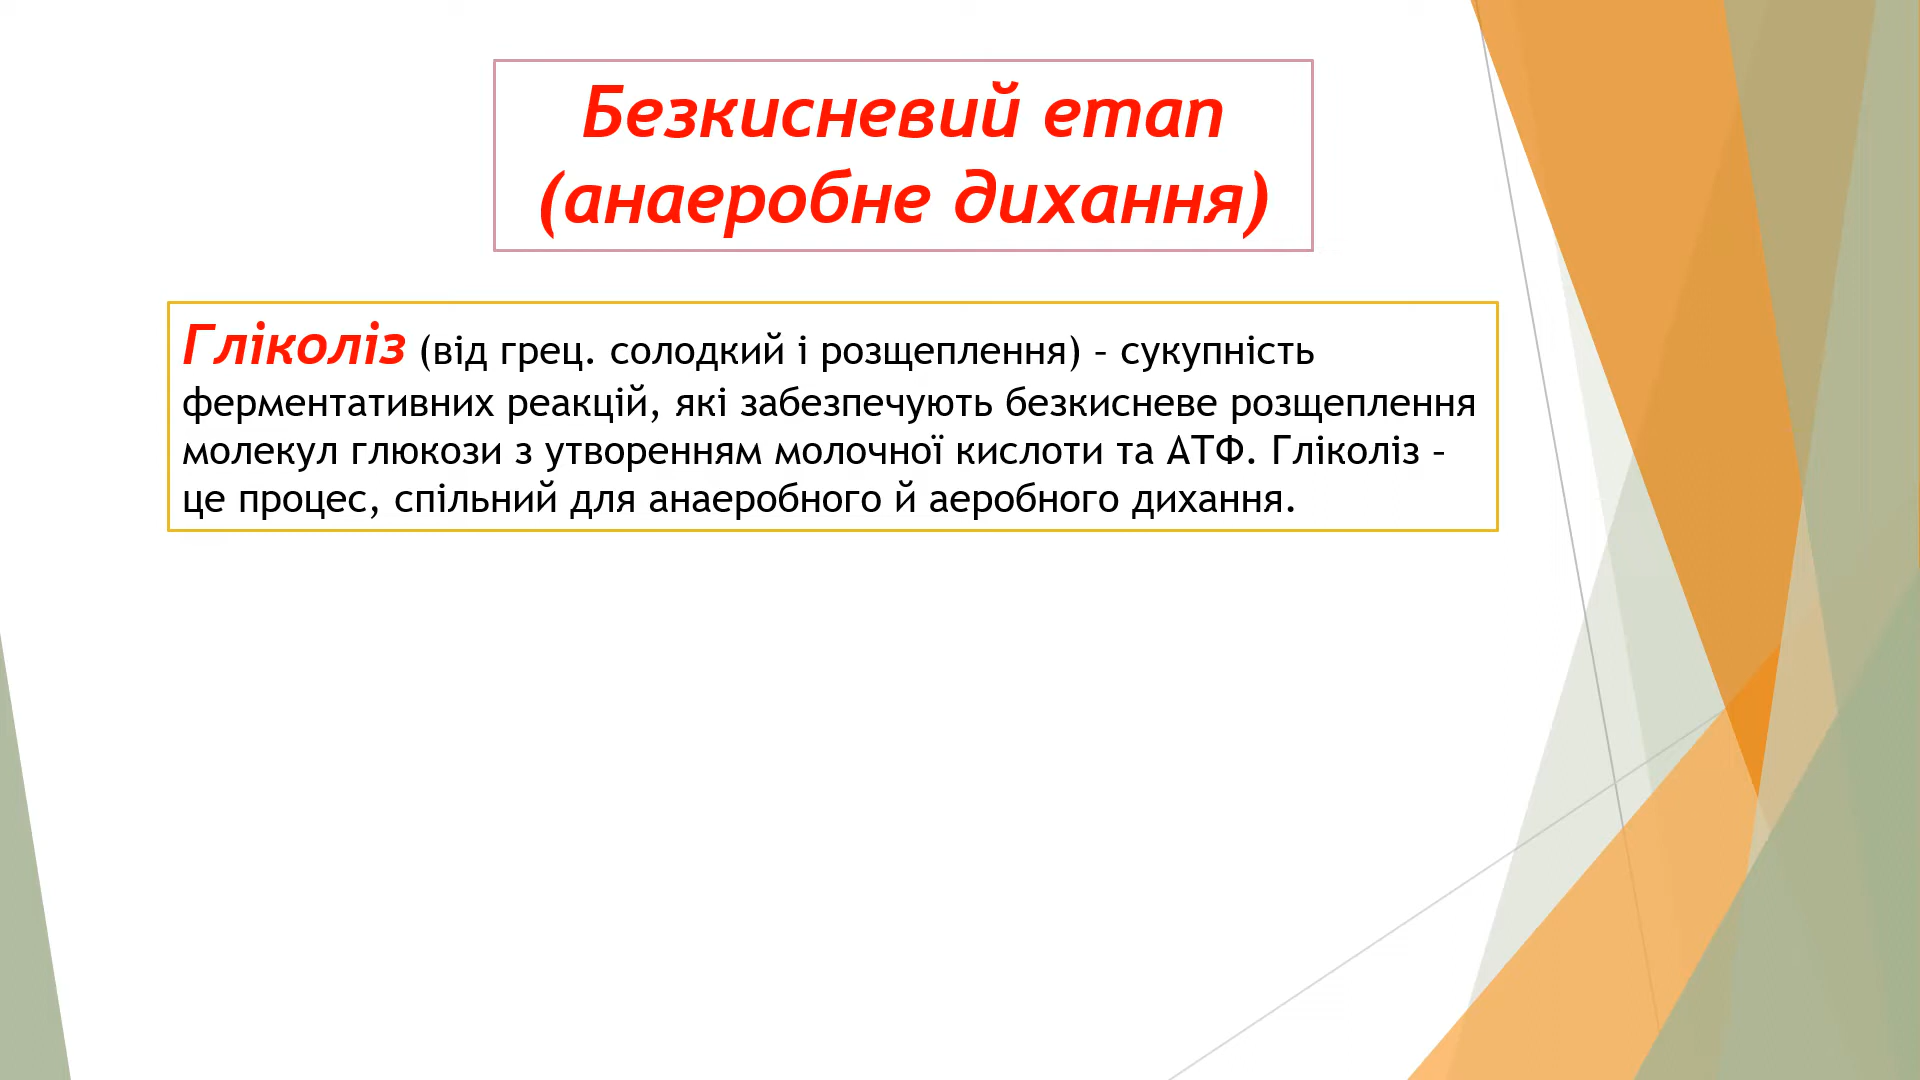 Безкисневий етап
(анаеробне дихання)
Гліколіз (від грец. солодкий і розщеплення) – сукупність
ферментативних реакцій, які забезпечують безкисневе розщеплення
молекул глюкози з утворенням молочної кислоти та АТФ. Гліколіз –
це процес, спільний для анаеробного й аеробного дихання.